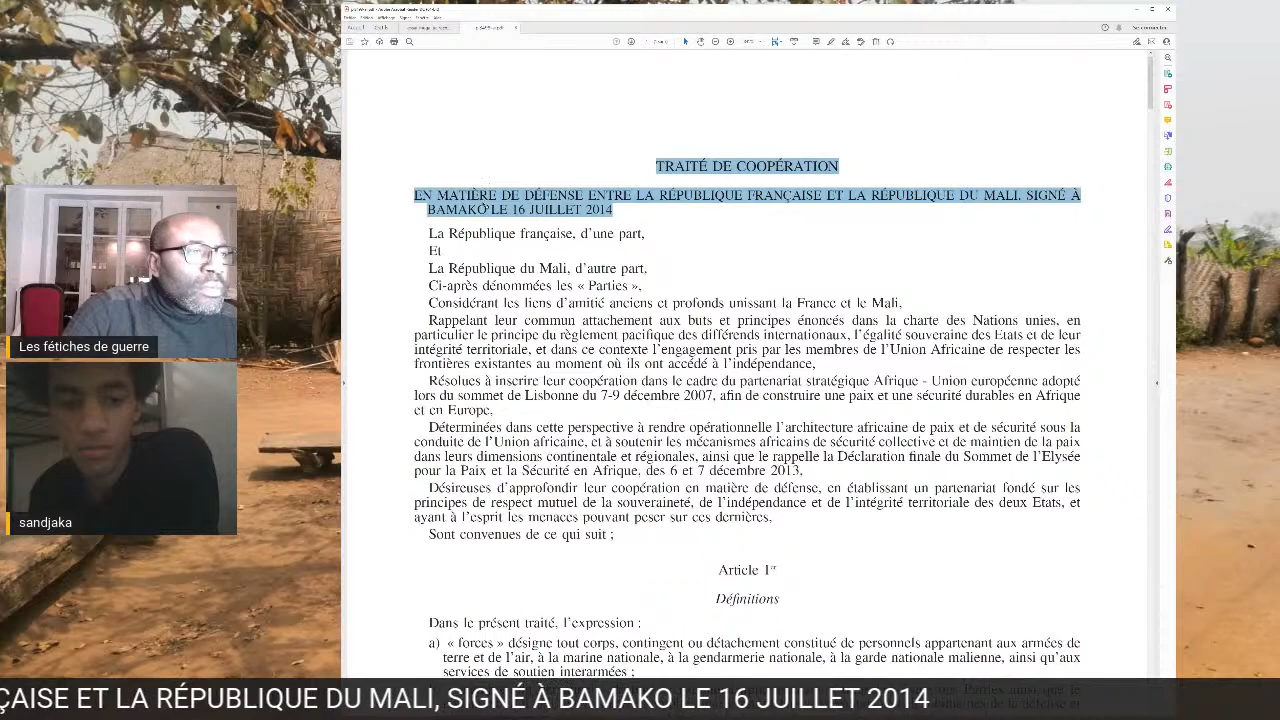 Se connecter
TRAITÉ DE COOPÉRATION
EN MATIÈRE DE DÉFENSE ENTRE LA RÉPUBLIQUE FRANÇAISE ET LA RÉPUBLIQUE DU MALI, SIGNÉ À
BAMAKO LE 16 JUILLET 2014
La République française, d’une part,
Et
La République du Mali, d’autre part,
Ci-après dénommées les « Parties »,
Considérant les liens d’amitié anciens et profonds unissant la France et le Mali,
Rappelant leur commun attachement aux buts et principes énoncés dans la charte des Nations unies, en
particulier le principe du règlement pacifique des différends internationaux, l’égalité souveraine des Etats et de leur
intégrité territoriale, et dans ce contexte l’engagement pris par les membres de l’Union Africaine de respecter les
frontières existantes au moment où ils ont accédé à l’indépendance,
Résolues à inscrire leur coopération dans le cadre du partenariat stratégique Afrique - Union européenne adopté
lors du sommet de Lisbonne du 7-9 décembre 2007, afin de construire une paix et une sécurité durables en Afrique
et en Europe,
Déterminées dans cette perspective à rendre opérationnelle l’architecture africaine de paix et de sécurité sous la
conduite de l’Union africaine, et à soutenir les mécanismes africains de sécurité collective et de maintien de la paix
dans leurs dimensions continentale et régionales, ainsi que le rappelle la Déclaration finale du Sommet de l’Elysée
pour la Paix et la Sécurité en Afrique, des 6 et 7 décembre 2013,
Désireuses d’approfondir leur coopération en matière de défense, en établissant un partenariat fondé sur les
principes de respect mutuel de la souveraineté, de l’indépendance et de l’intégrité territoriale des deux Etats, et
ayant à l’esprit les menaces pouvant peser sur ces dernières,
Sont convenues de ce qui suit :
Article 1er
Définitions
Dans le présent traité, l’expression :
a) « forces » désigne tout corps, contingent ou détachement constitué de personnels appartenant aux armées de
terre et de l’air, à la marine nationale, à la gendarmerie nationale, à la garde nationale malienne, ainsi qu’aux
services de soutien interarmées ;
Les fétiches de guerre
sandjaka
ÇAISE ET LA RÉPUBLIQUE DU MALI, SIGNÉ À BAMAKO LE 16 JUILLET 2014